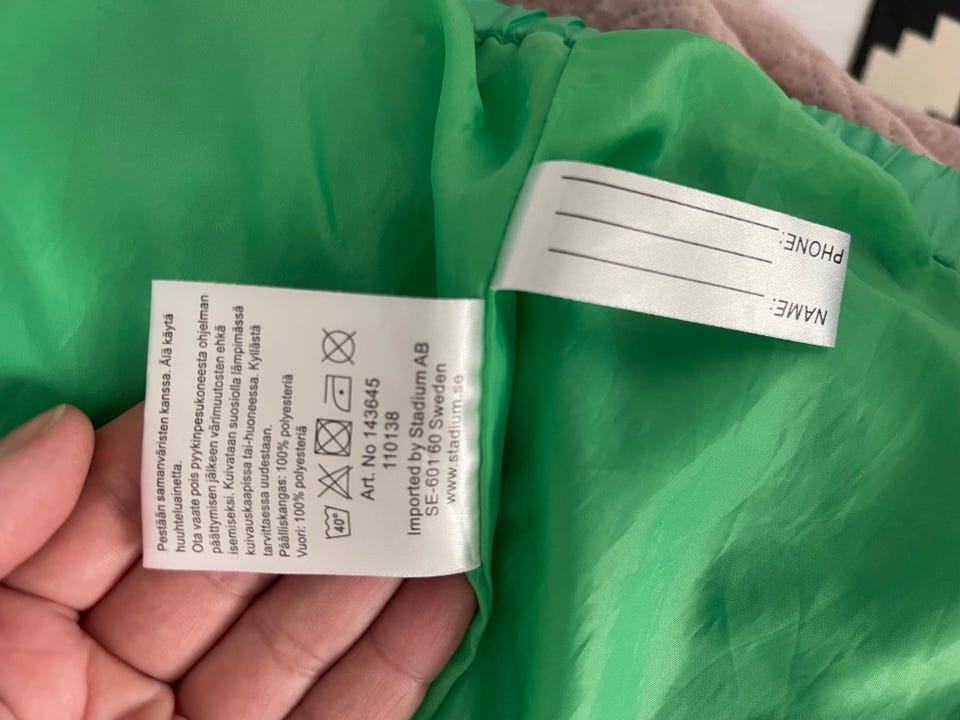 Pestään samanväristen kanssa. Älä käytä
huuhteluainetta.
Ota vaate pois pyykinpesukoneesta ohjelman
päättymisen jälkeen värimuutosten ehkä
isemiseksi. Kuivataan suosiolla lämpimässä
kuivauskaapissa tai-huoneessa. Kyllästä
tarvittaessa uudestaan.
Päälliskangas: 100% polyesteriä
Vuori: 100% polyesteriä
40°
Art. No 143645
110138
Imported by Stadium AB
SE-601 60 Sweden
www.stadium.se
NAME:
PHONE: